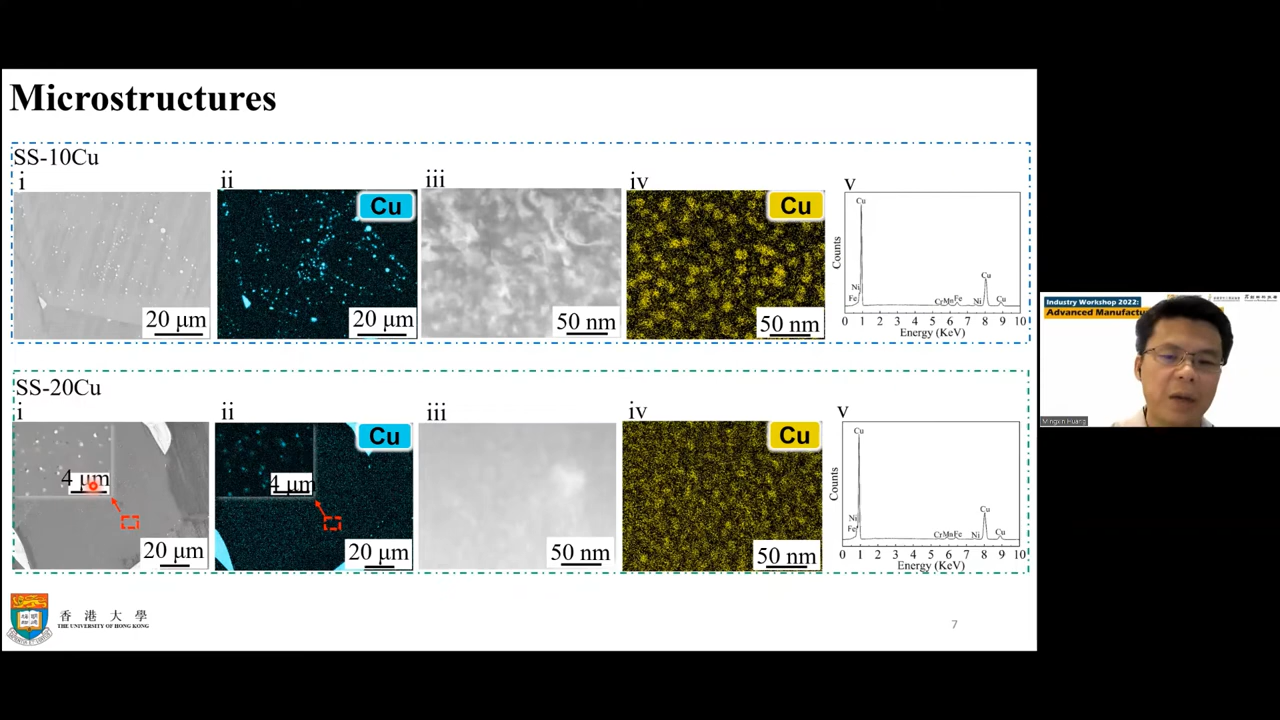 Microstructures
SS-10Cu
i
ii
iii
iv
v
Cu
Cu
20 μm
20 μm
50 nm
50 nm
Counts
Cu
Ni
Fe
Cr Mn Fe
Ni
Cu
Cu
0 1 2 3 4 5 6 7 8 9 10
Energy (KeV)
SS-20Cu
i
ii
iii
iv
v
Cu
Cu
4 μm
4 μm
20 μm
20 μm
50 nm
50 nm
Counts
Cu
Ni
Fe
Cr Mn Fe
Ni
Cu
Cu
0 1 2 3 4 5 6 7 8 9 10
Energy (KeV)
香港大學
THE UNIVERSITY OF HONG KONG
7
Industry Workshop 2022:
Advanced Manufactu
Mingxin Huang